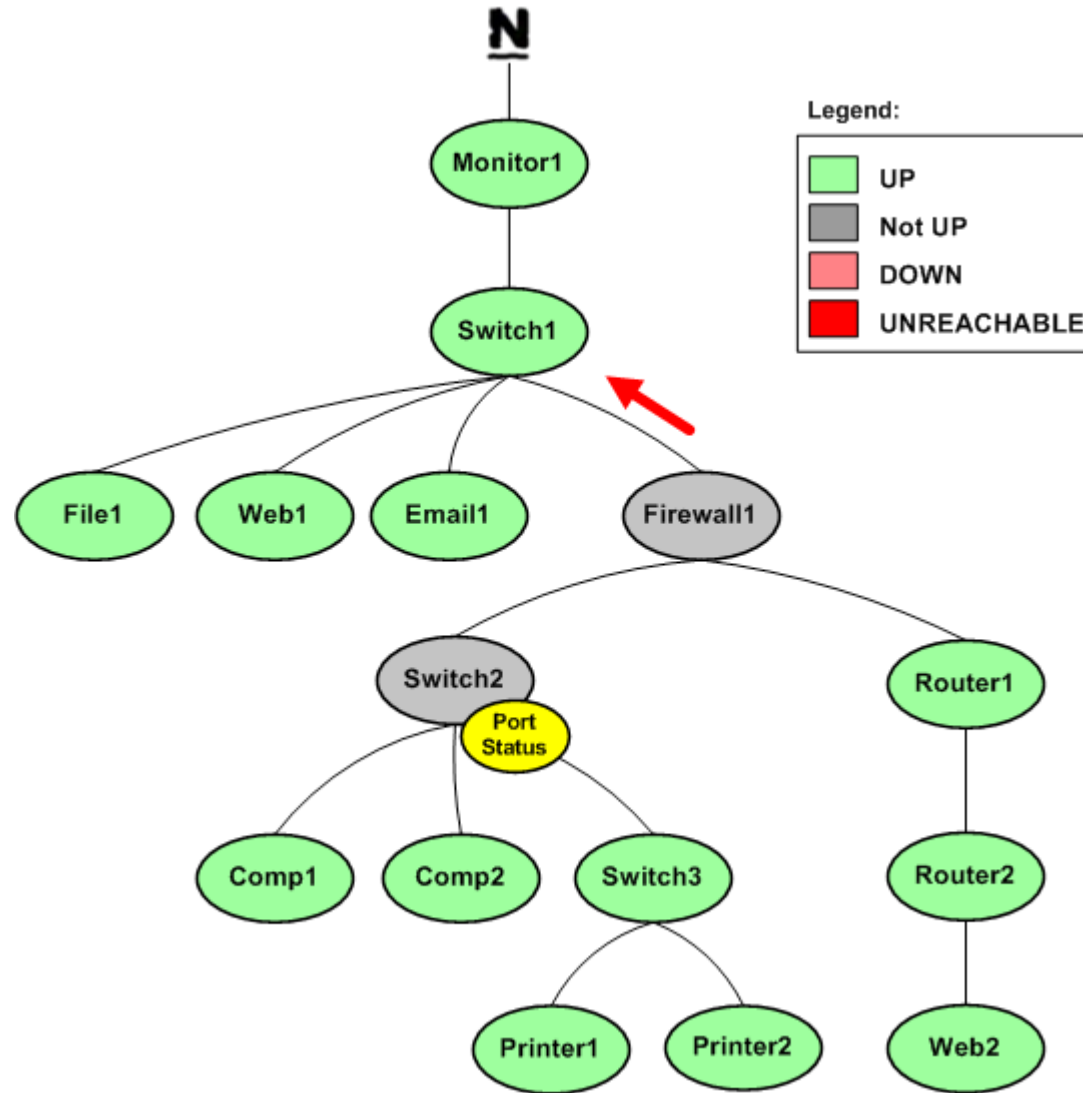 N
Legend:
Monitor1
UP
Not UP
DOWN
UNREACHABLE
Switch1
File1
Web1
Email1
Firewall1
Switch2
Router1
Port
Status
Comp1
Comp2
Switch3
Router2
Printer1
Printer2
Web2